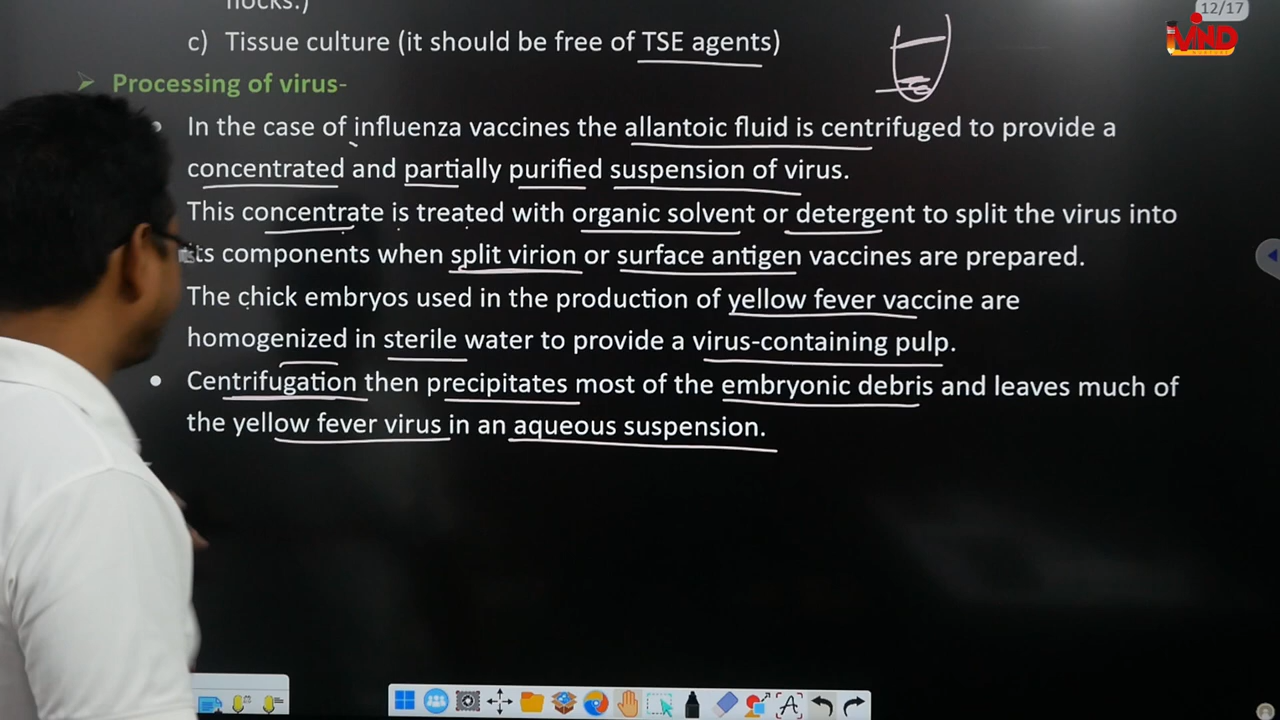 12/17
flocks.)
MIND
c) Tissue culture (it should be free of TSE agents)
➢ Processing of virus-
• In the case of influenza vaccines the allantoic fluid is centrifuged to provide a
concentrated and partially purified suspension of virus.
This concentrate is treated with organic solvent or detergent to split the virus into
its components when split virion or surface antigen vaccines are prepared.
The chick embryos used in the production of yellow fever vaccine are
homogenized in sterile water to provide a virus-containing pulp.
• Centrifugation then precipitates most of the embryonic debris and leaves much of
the yellow fever virus in an aqueous suspension.